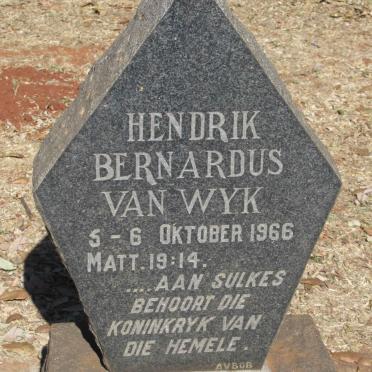 HENDRIK
BERNARDUS
VAN WYK
5 - 6 OKTOBER 1966
MATT. 19:14.
....AAN SULKES
BEHOORT DIE
KONINKRYK VAN
DIE HEMELE.
AVBOB